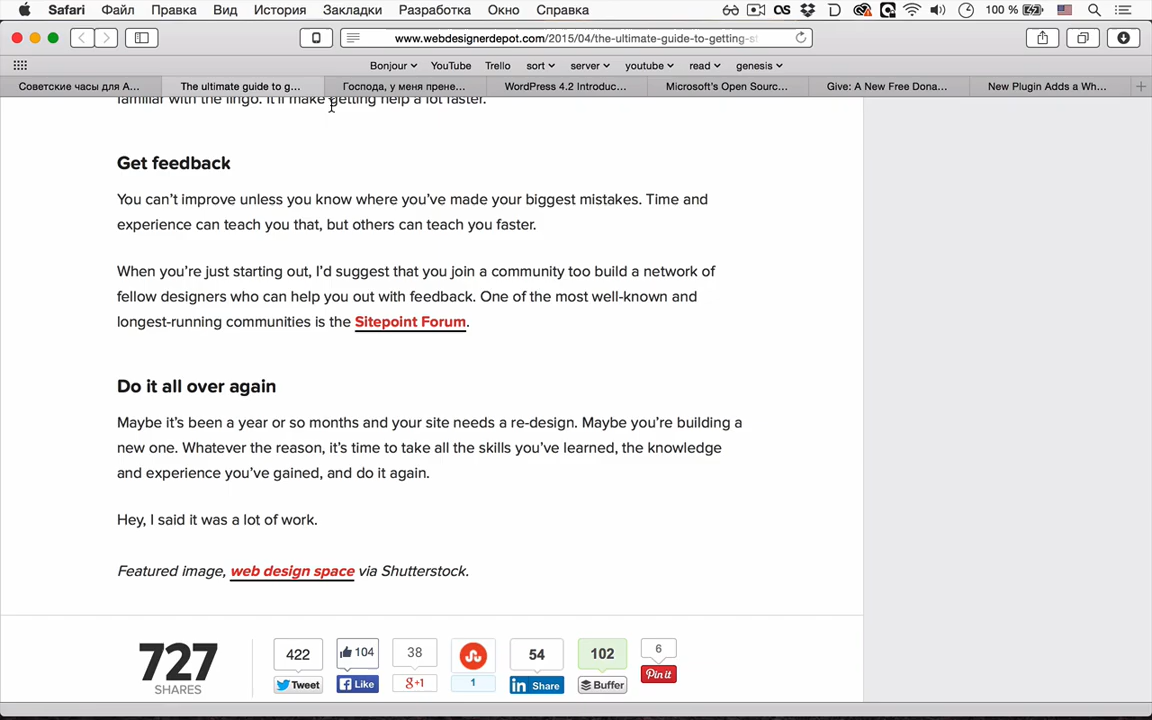 Safari Файл Правка Вид История Закладки Разработка Окно Справка 100 %
www.webdesignerdepot.com/2015/04/the-ultimate-guide-to-getting-st
Bonjour YouTube Trello sort server youtube read genesis
Советские часы для А... The ultimate guide to g... Господа, у меня прене... WordPress 4.2 Introduc... Microsoft's Open Sourc... Give: A New Free Dona... New Plugin Adds a Wh...
familiar with the lingo. It'll make getting help a lot faster.
Get feedback
You can't improve unless you know where you've made your biggest mistakes. Time and
experience can teach you that, but others can teach you faster.
When you're just starting out, I'd suggest that you join a community too build a network of
fellow designers who can help you out with feedback. One of the most well-known and
longest-running communities is the Sitepoint Forum.
Do it all over again
Maybe it's been a year or so months and your site needs a re-design. Maybe you're building a
new one. Whatever the reason, it's time to take all the skills you've learned, the knowledge
and experience you've gained, and do it again.
Hey, I said it was a lot of work.
Featured image, web design space via Shutterstock.
727 422 104 38 54 102 6
SHARES Tweet Like g+1 1 in Share Buffer Pin it